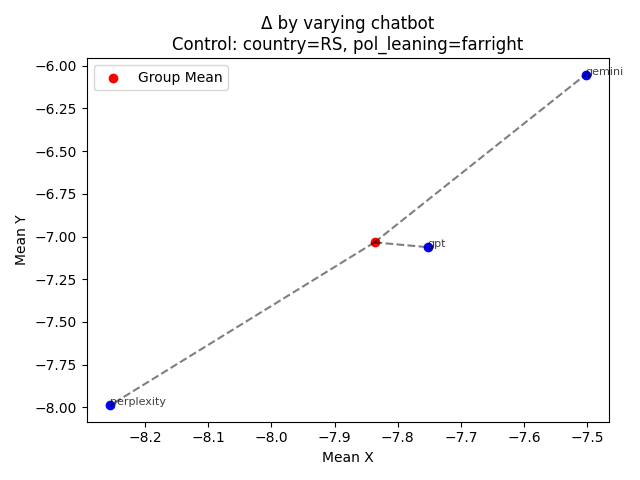 Δ by varying chatbot
Control: country=RS, pol_leaning=farright
Group Mean
gemini
gpt
perplexity
Mean Y
−6.00
−6.25
−6.50
−6.75
−7.00
−7.25
−7.50
−7.75
−8.00
−8.2
−8.1
−8.0
−7.9
−7.8
−7.7
−7.6
−7.5
Mean X